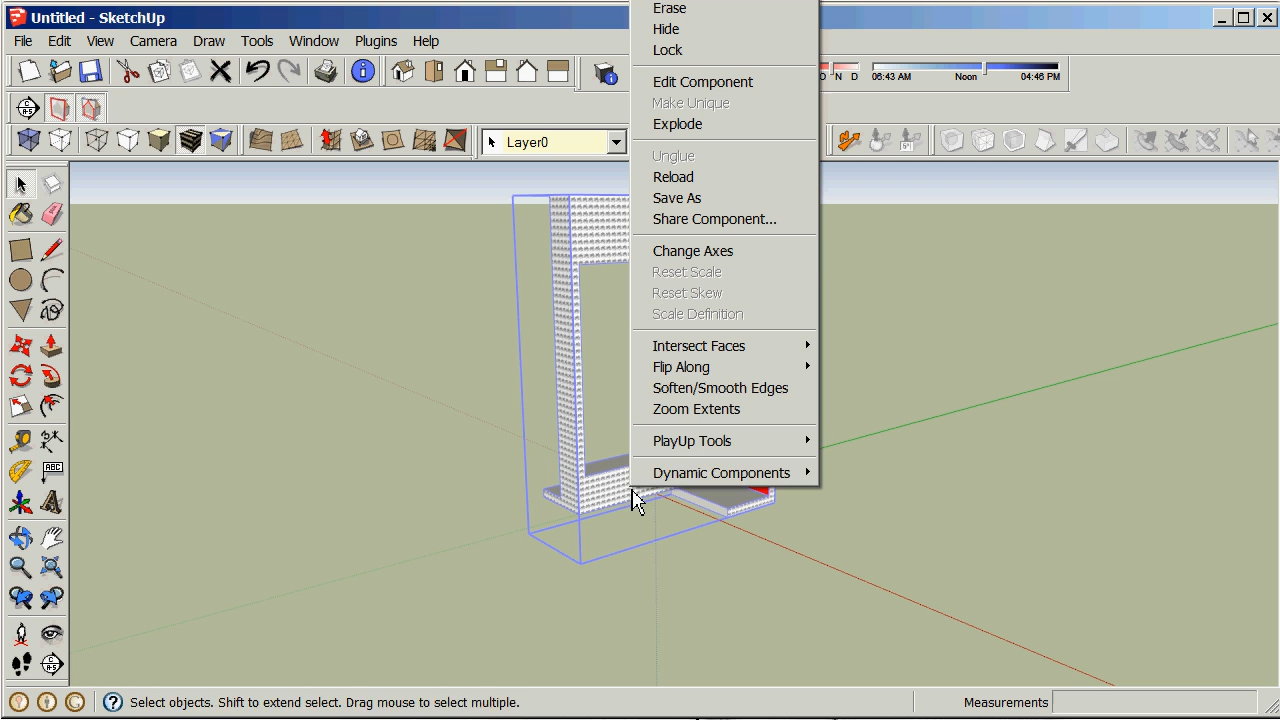 Untitled - SketchUp
File Edit View Camera Draw Tools Window Plugins Help
O N D 06:43 AM Noon 04:46 PM
Layer0
Erase
Hide
Lock
Edit Component
Make Unique
Explode
Unglue
Reload
Save As
Share Component...
Change Axes
Reset Scale
Reset Skew
Scale Definition
Intersect Faces
Flip Along
Soften/Smooth Edges
Zoom Extents
PlayUp Tools
Dynamic Components
ABC
Select objects. Shift to extend select. Drag mouse to select multiple.
Measurements